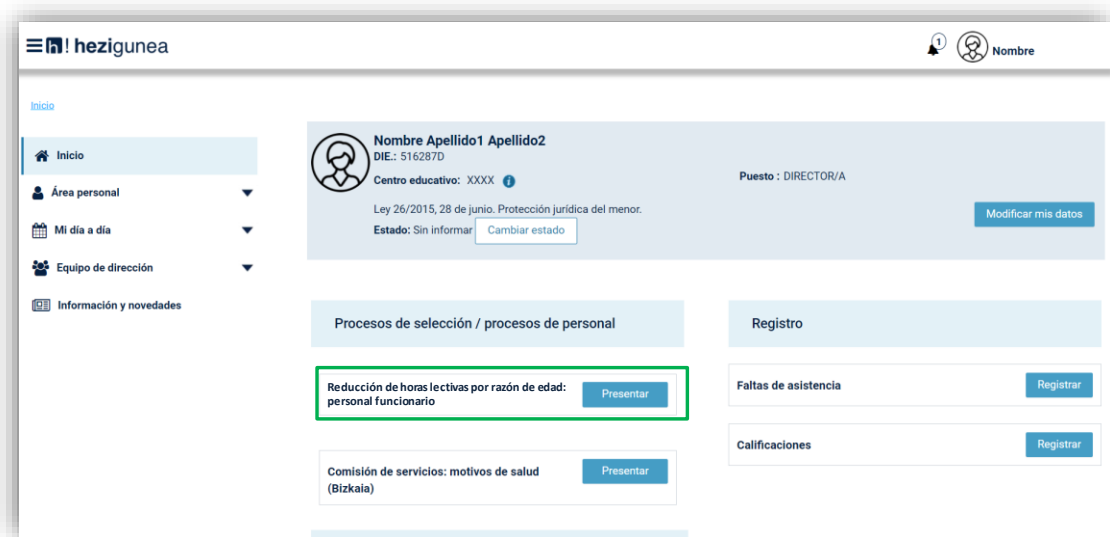 h! hezigunea
1
Nombre
Inicio
Inicio
Área personal
Mi día a día
Equipo de dirección
Información y novedades
Nombre Apellido1 Apellido2
DIE.: 516287D
Centro educativo: XXXX i
Puesto : DIRECTOR/A
Ley 26/2015, 28 de junio. Protección jurídica del menor.
Estado: Sin informar Cambiar estado
Modificar mis datos
Procesos de selección / procesos de personal
Reducción de horas lectivas por razón de edad:
personal funcionario
Presentar
Comisión de servicios: motivos de salud
(Bizkaia)
Presentar
Registro
Faltas de asistencia
Registrar
Calificaciones
Registrar